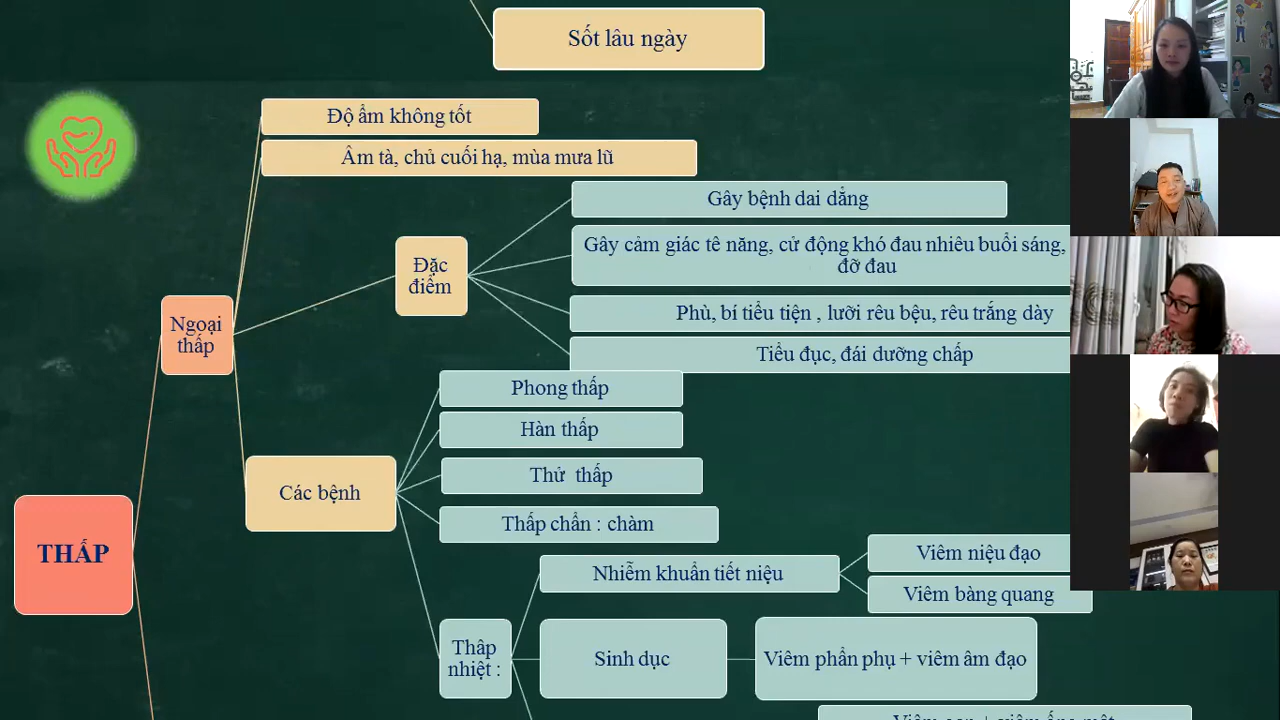 Sốt lâu ngày
Độ ẩm không tốt
Âm tà, chủ cuối hạ, mùa mưa lũ
Gây bệnh dai dẳng
Gây cảm giác tê nặng, cử động khó đau nhiều buổi sáng,
đỡ đau
Đặc
điểm
Phù, bí tiểu tiện , lưỡi rêu bệu, rêu trắng dày
Tiểu đục, đái dưỡng chấp
Ngoại
thấp
Phong thấp
Hàn thấp
Thử thấp
Các bệnh
Thấp chẩn : chàm
THẤP
Viêm niệu đạo
Nhiễm khuẩn tiết niệu
Viêm bàng quang
Thâp
nhiệt :
Sinh dục
Viêm phần phụ + viêm âm đạo